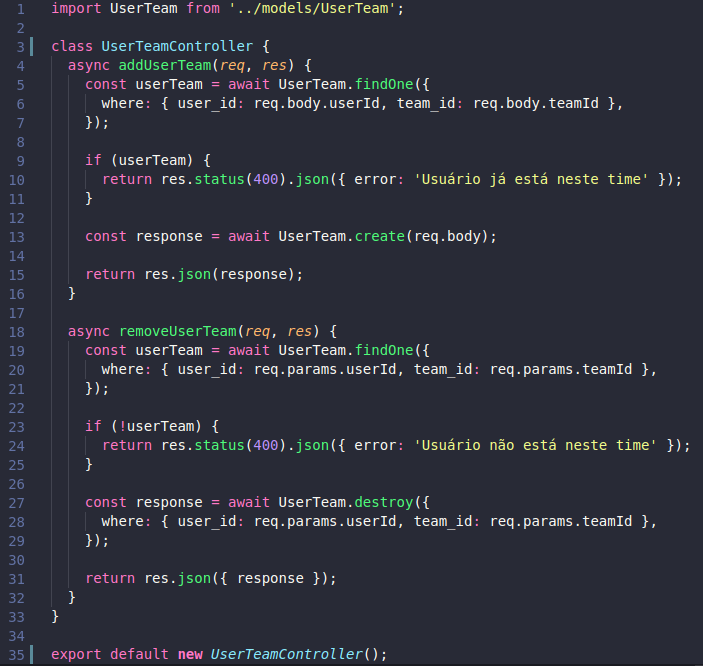 1 import UserTeam from '../models/UserTeam';
2
3 class UserTeamController {
4 async addUserTeam(req, res) {
5 const userTeam = await UserTeam.findOne({
6 where: { user_id: req.body.userId, team_id: req.body.teamId },
7 });
8
9 if (userTeam) {
10 return res.status(400).json({ error: 'Usuário já está neste time' });
11 }
12
13 const response = await UserTeam.create(req.body);
14
15 return res.json(response);
16 }
17
18 async removeUserTeam(req, res) {
19 const userTeam = await UserTeam.findOne({
20 where: { user_id: req.params.userId, team_id: req.params.teamId },
21 });
22
23 if (!userTeam) {
24 return res.status(400).json({ error: 'Usuário não está neste time' });
25 }
26
27 const response = await UserTeam.destroy({
28 where: { user_id: req.params.userId, team_id: req.params.teamId },
29 });
30
31 return res.json({ response });
32 }
33 }
34
35 export default new UserTeamController();